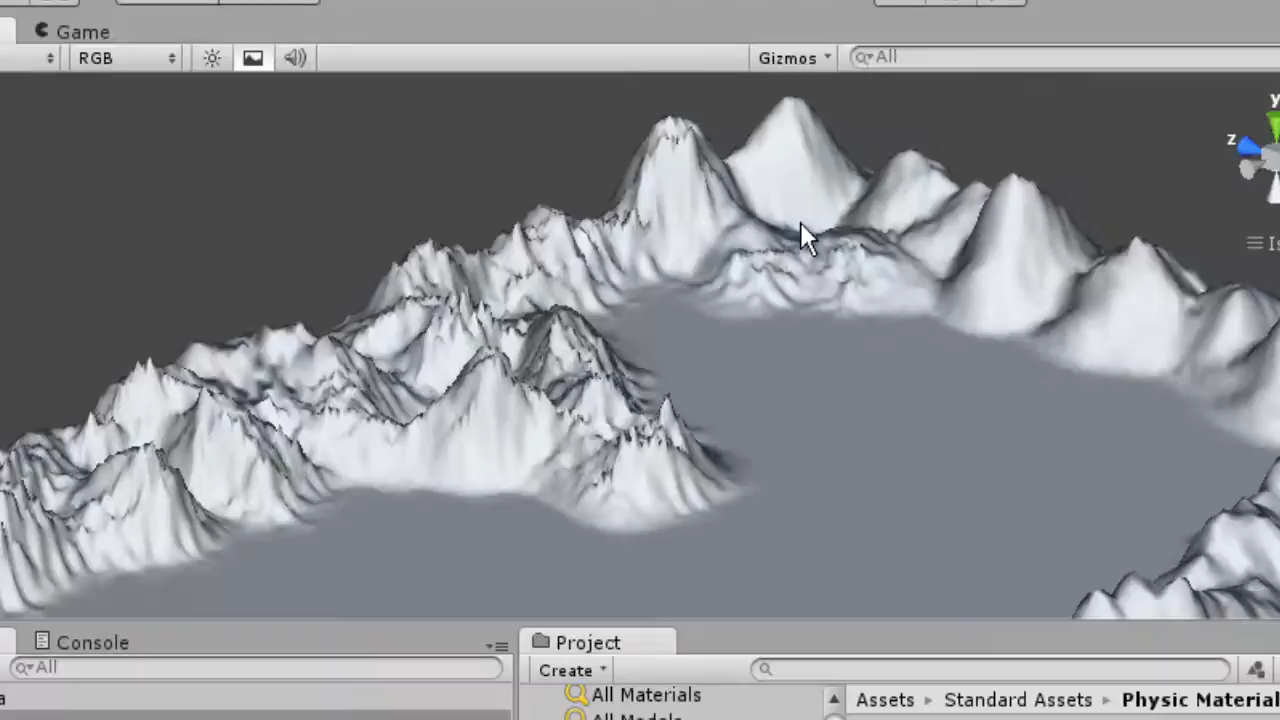 Game
RGB
Gizmos
All
y
z
Console
Project
All
Create
All Materials
Assets Standard Assets Physic Material